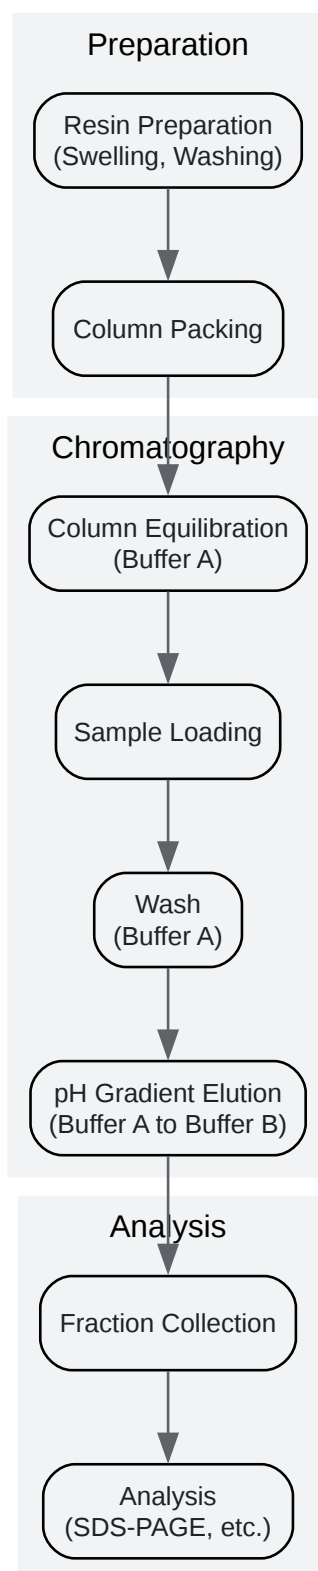 Preparation
Resin Preparation
(Swelling, Washing)
Column Packing
Chromatography
Column Equilibration
(Buffer A)
Sample Loading
Wash
(Buffer A)
pH Gradient Elution
(Buffer A to Buffer B)
Analysis
Fraction Collection
Analysis
(SDS-PAGE, etc.)